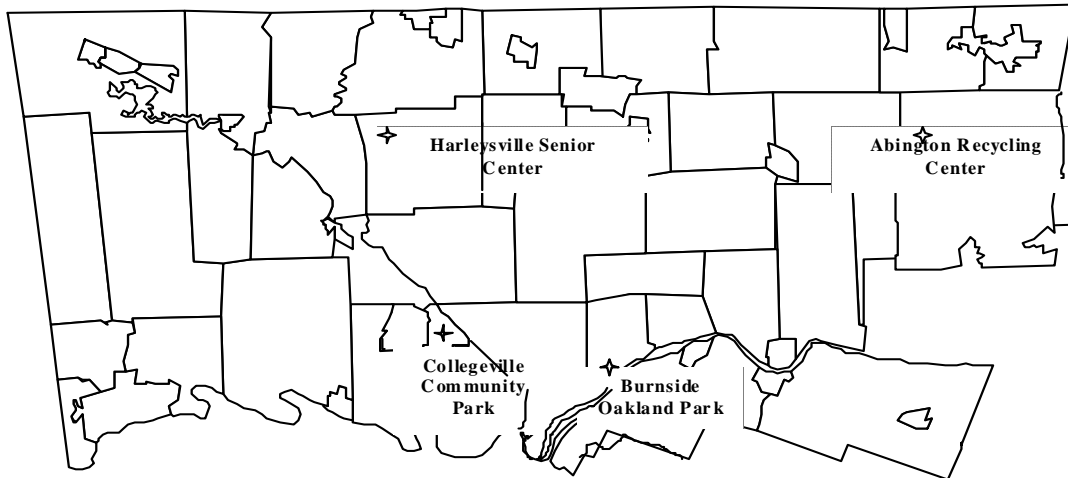 Harleysville Senior
Center
Abington Recycling
Center
Collegeville
Community
Park
Burnside
Oakland Park